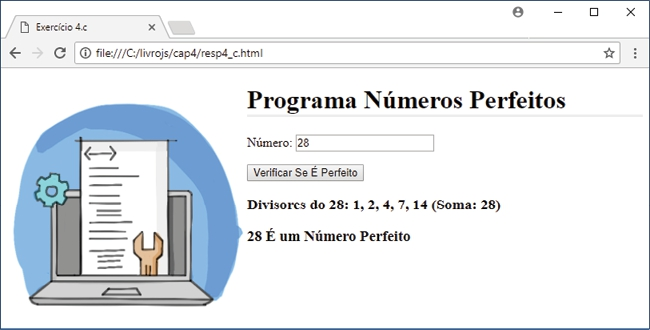 Exercício 4.c
file:///C:/livrojs/cap4/resp4_c.html
Programa Números Perfeitos
Número: 28
Verificar Se É Perfeito
Divisores do 28: 1, 2, 4, 7, 14 (Soma: 28)
28 É um Número Perfeito